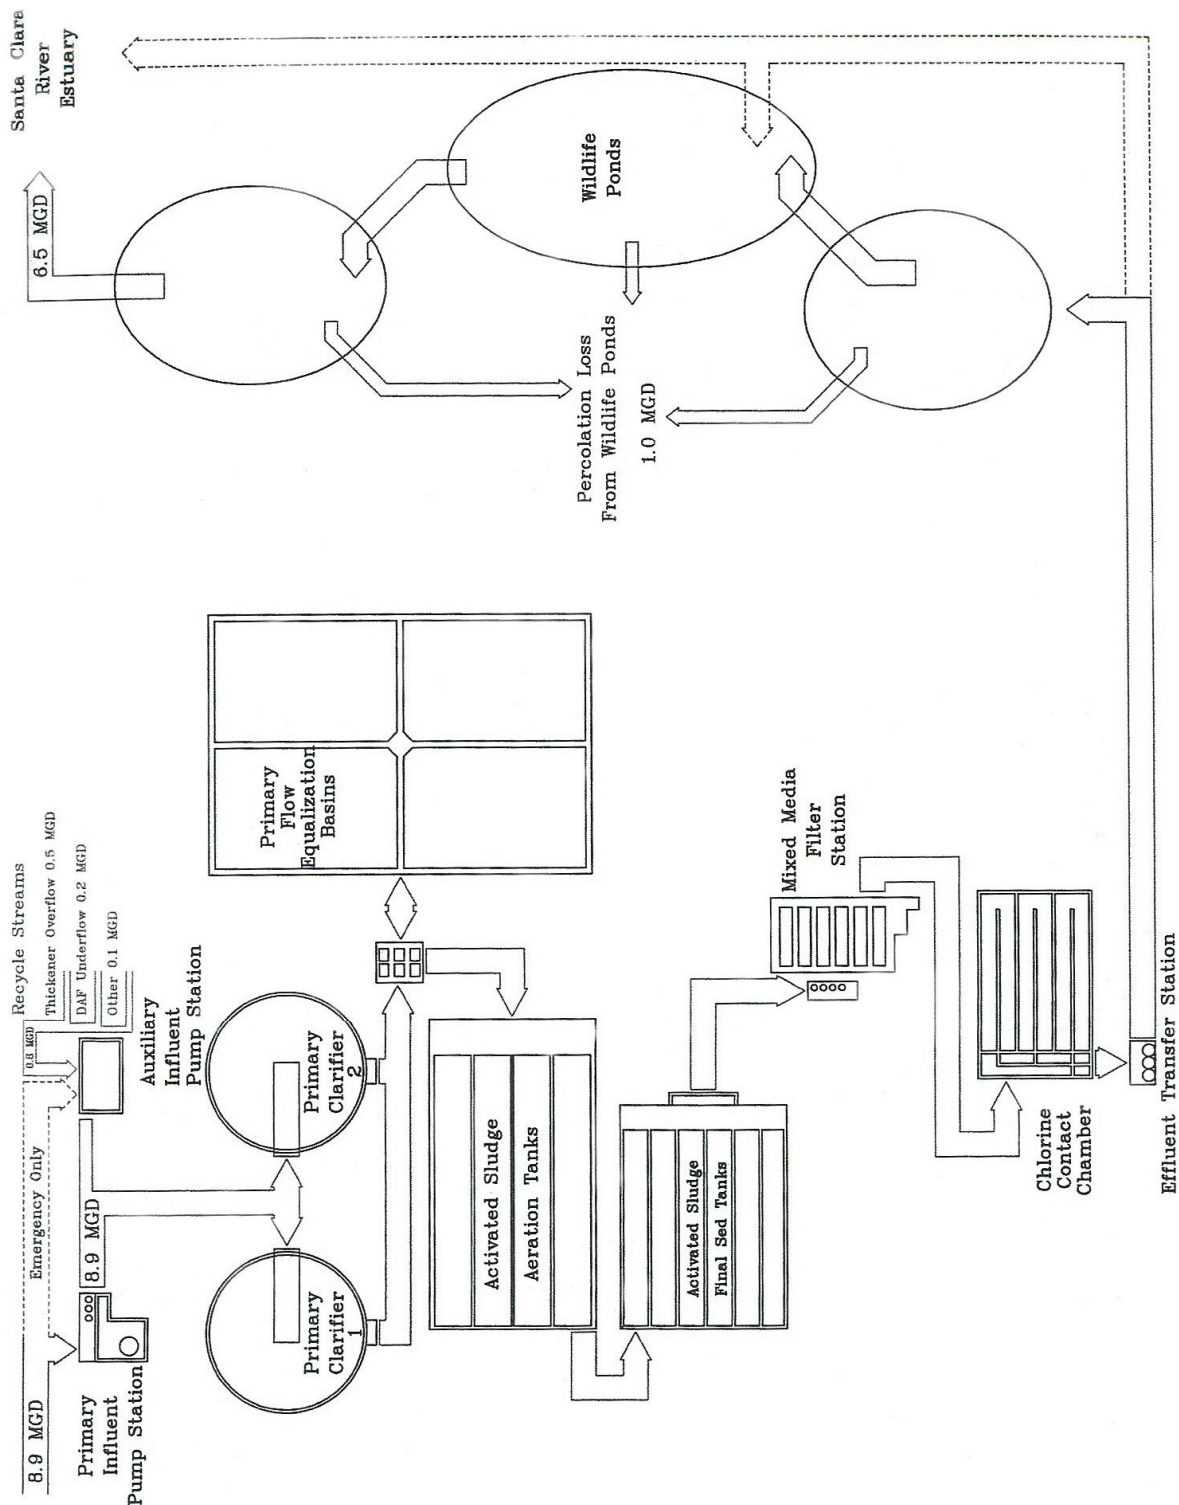 8.9 MGD
Emergency Only
Primary
Influent
Pump Station
8.9 MGD
Recycle Streams
0.8 MGD
Thickener Overflow 0.5 MGD
DAF Underflow 0.2 MGD
Other 0.1 MGD
Auxiliary
Influent
Pump Station
Primary
Clarifier
1
Primary
Clarifier
2
Primary
Flow
Equalization
Basins
Activated Sludge
Aeration Tanks
Activated Sludge
Final Sed Tanks
Mixed Media
Filter
Station
Chlorine
Contact
Chamber
Effluent Transfer Station
Percolation Loss
From Wildlife Ponds
1.0 MGD
Wildlife
Ponds
6.5 MGD
Santa Clara
River
Estuary